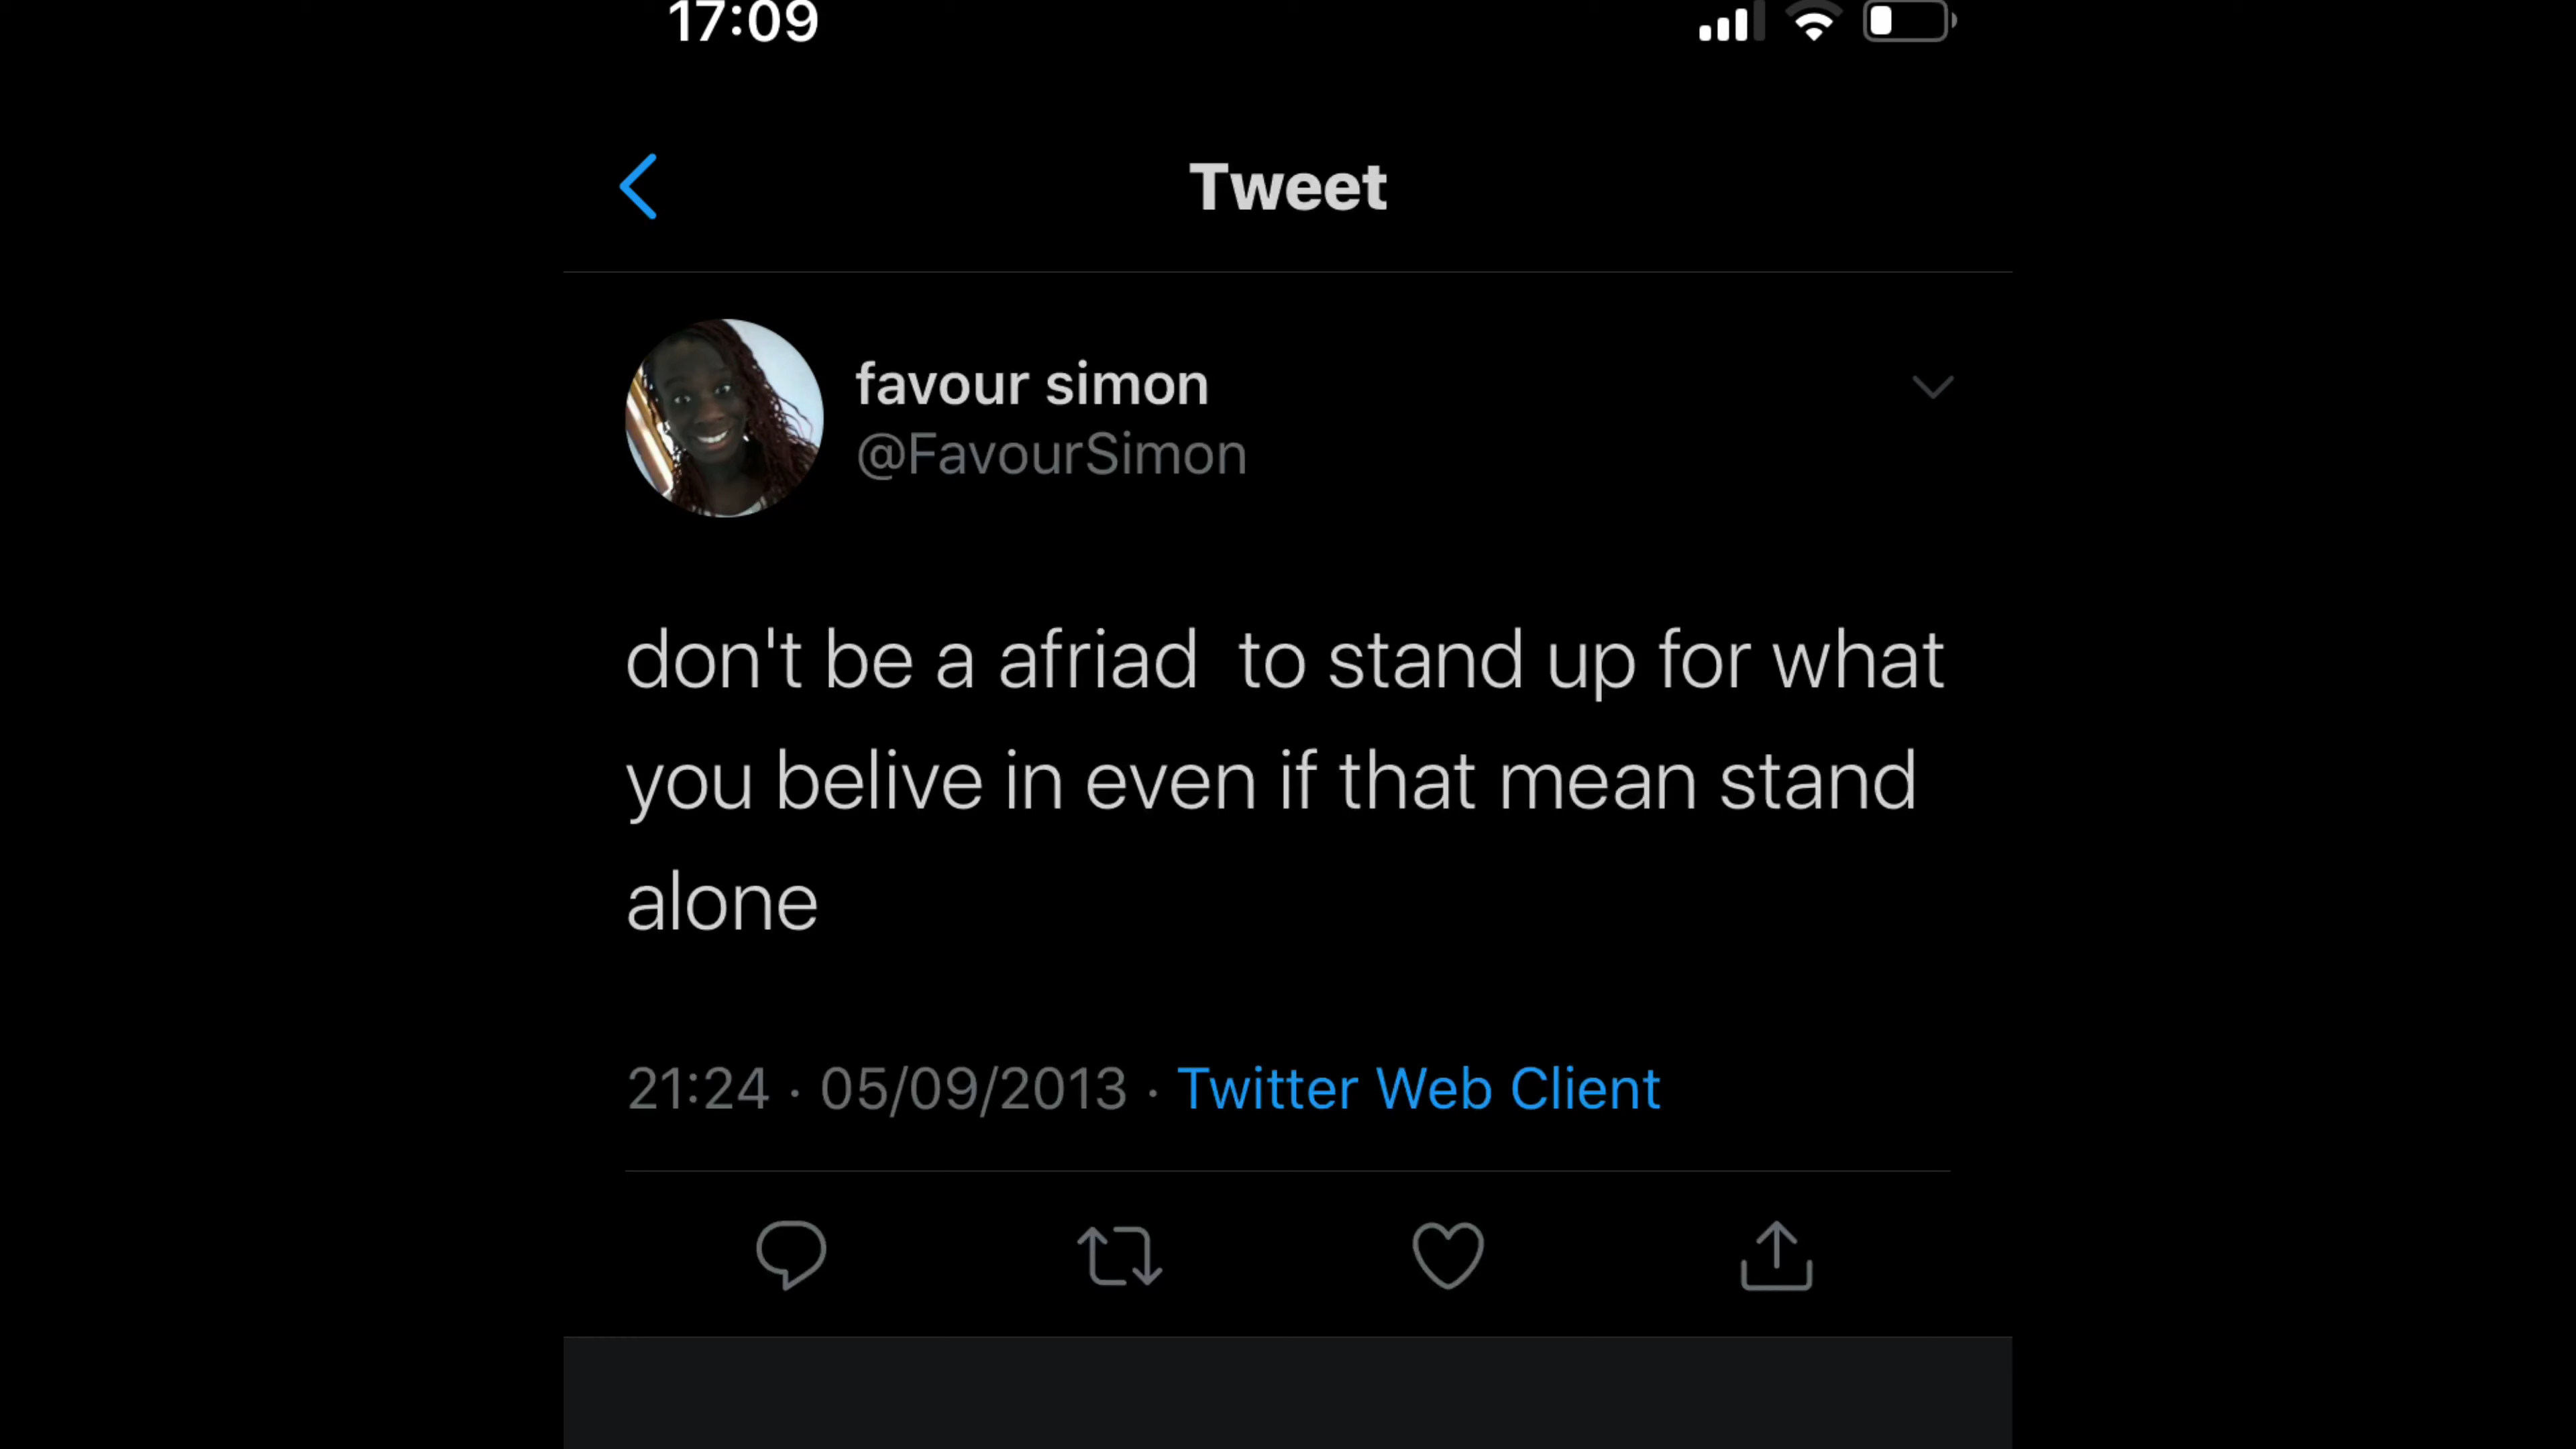 17:09
Tweet
favour simon
@FavourSimon
don't be a afriad  to stand up for what
you belive in even if that mean stand
alone
21:24 · 05/09/2013 · Twitter Web Client